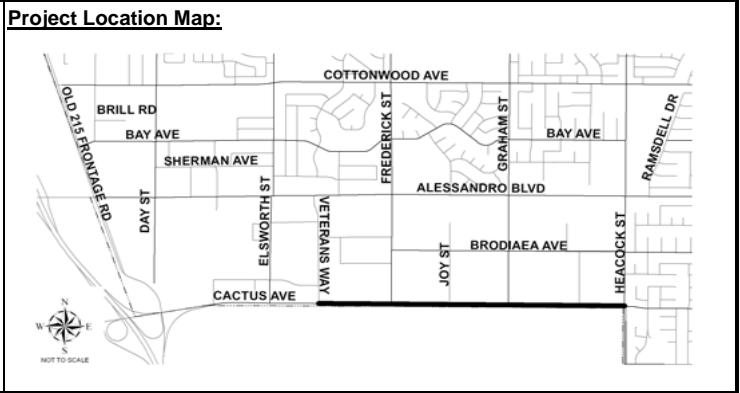 Project Location Map:
COTTONWOOD AVE
OLD 215 FRONTAGE RD
BRILL RD
FREDERICK ST
GRAHAM ST
RAMSDELL DR
BAY AVE
BAY AVE
SHERMAN AVE
ALESSANDRO BLVD
DAY ST
ELSWORTH ST
VETERANS WAY
JOY ST
BRODIAEA AVE
HEACOCK ST
CACTUS AVE
N
W E
S
NOT TO SCALE